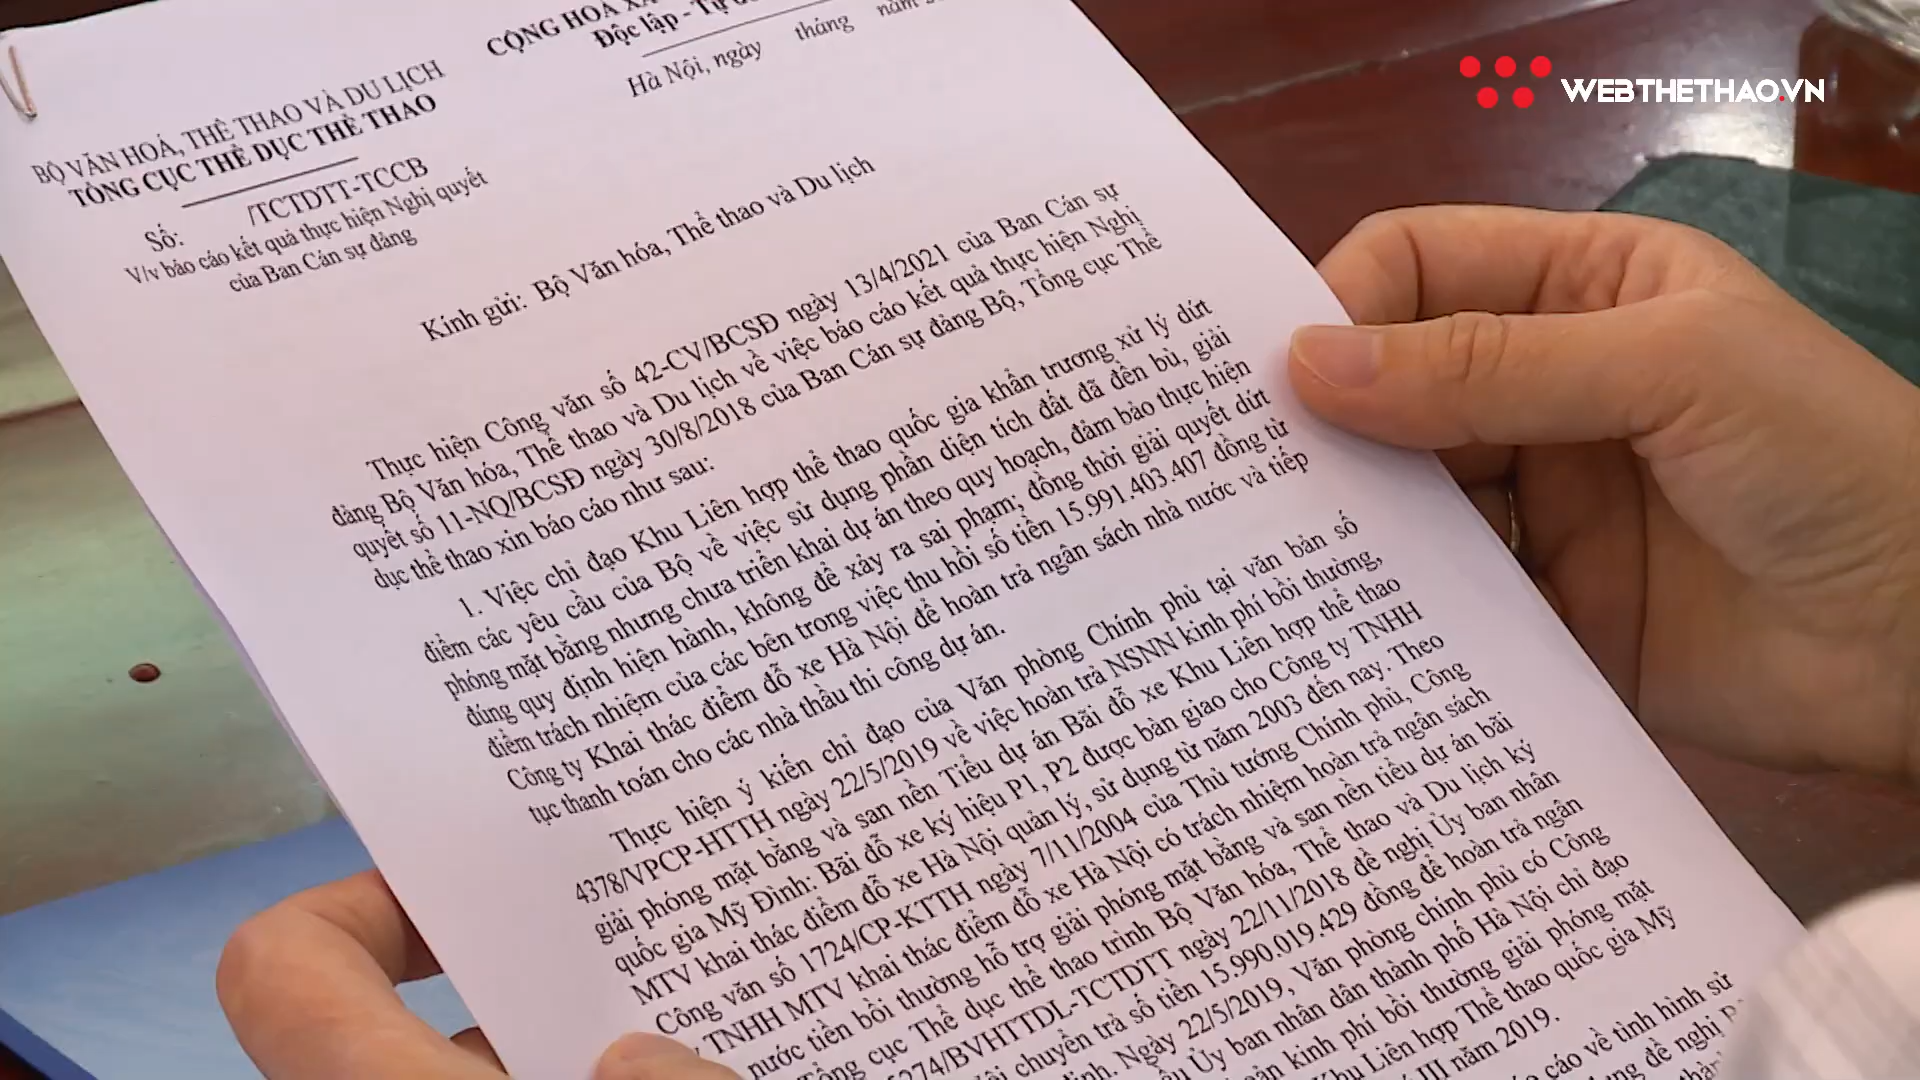 WEBTHETHAO.VN
CỘNG HOÀ XÃ
Độc lập - Tự do
Hà Nội, ngày tháng năm
BỘ VĂN HOÁ, THỂ THAO VÀ DU LỊCH
TỔNG CỤC THỂ DỤC THỂ THAO
Số: /TCTDTT-TCCB
V/v báo cáo kết quả thực hiện Nghị quyết
của Ban Cán sự đảng
Kính gửi: Bộ Văn hóa, Thể thao và Du lịch
Thực hiện Công văn số 42-CV/BCSĐ ngày 13/4/2021 của Ban Cán sự
đảng Bộ Văn hóa, Thể thao và Du lịch về việc báo cáo kết quả thực hiện Nghị
quyết số 11-NQ/BCSĐ ngày 30/8/2018 của Ban Cán sự đảng Bộ, Tổng cục Thể
dục thể thao xin báo cáo như sau:
1. Việc chỉ đạo Khu Liên hợp thể thao quốc gia khẩn trương xử lý dứt
điểm các yêu cầu của Bộ về việc sử dụng phần diện tích đất đã đền bù, giải
phóng mặt bằng nhưng chưa triển khai dự án theo quy hoạch, đảm bảo thực hiện
đúng quy định hiện hành, không để xảy ra sai phạm; đồng thời giải quyết dứt
điểm trách nhiệm của các bên trong việc thu hồi số tiền 15.991.403.407 đồng từ
Công ty Khai thác điểm đỗ xe Hà Nội để hoàn trả ngân sách nhà nước và tiếp
tục thanh toán cho các nhà thầu thi công dự án.
Thực hiện ý kiến chỉ đạo của Văn phòng Chính phủ tại văn bản số
4378/VPCP-HTTH ngày 22/5/2019 về việc hoàn trả NSNN kinh phí bồi thường,
giải phóng mặt bằng và san nền Tiểu dự án Bãi đỗ xe Khu Liên hợp thể thao
quốc gia Mỹ Đình: Bãi đỗ xe ký hiệu P1, P2 được bàn giao cho Công ty TNHH
MTV khai thác điểm đỗ xe Hà Nội quản lý, sử dụng từ năm 2003 đến nay. Theo
Công văn số 1724/CP-KTTH ngày 7/11/2004 của Thủ tướng Chính phủ, Công
ty TNHH MTV khai thác điểm đỗ xe Hà Nội có trách nhiệm hoàn trả ngân sách
nước tiền bồi thường hỗ trợ giải phóng mặt bằng và san nền tiểu dự án bãi
Tổng cục Thể dục thể thao trình Bộ Văn hóa, Thể thao và Du lịch ký
5274/BVHTTDL-TCTDTT ngày 22/11/2018 đề nghị Ủy ban nhân
chuyển trả số tiền 15.990.019.429 đồng để hoàn trả ngân
định. Ngày 22/5/2019, Văn phòng chính phủ có Công
Ủy ban nhân dân thành phố Hà Nội chỉ đạo
kinh phí bồi thường giải phóng mặt
Khu Liên hợp Thể thao quốc gia Mỹ
III năm 2019.
cáo về tình hình sử
đề nghị